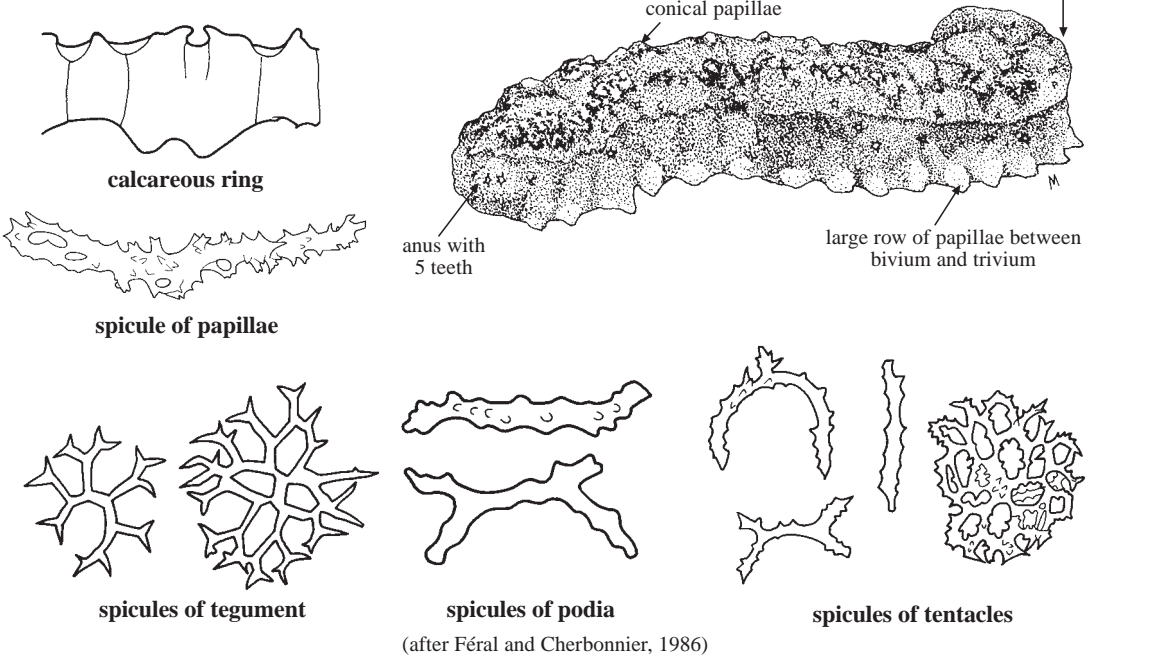 conical papillae
calcareous ring
anus with
5 teeth
large row of papillae between
bivium and trivium
M
spicule of papillae
spicules of tegument
spicules of podia
spicules of tentacles
(after Féral and Cherbonnier, 1986)